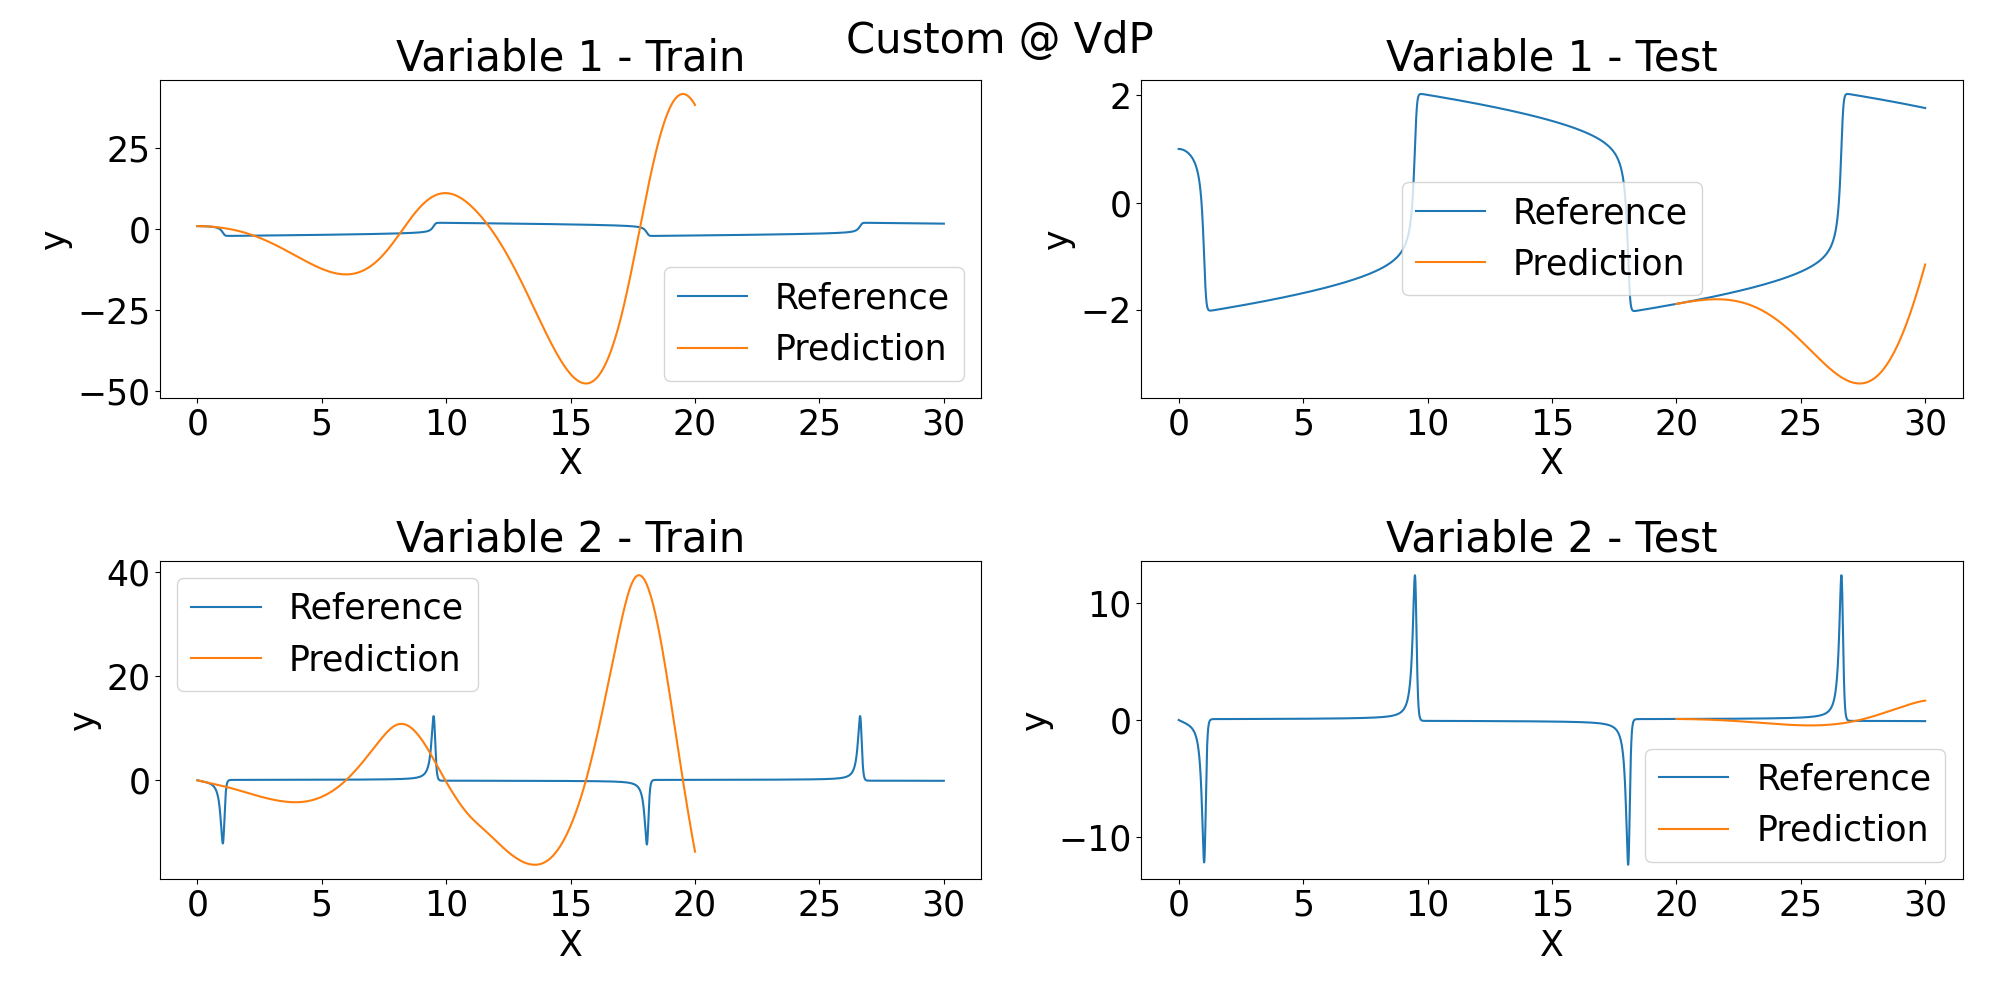 Custom @ VdP
Variable 1 - Train
25
0
−25
−50
y
0 5 10 15 20 25 30
X
Reference
Prediction
Variable 1 - Test
2
0
−2
y
0 5 10 15 20 25 30
X
Reference
Prediction
Variable 2 - Train
40
20
0
y
0 5 10 15 20 25 30
X
Reference
Prediction
Variable 2 - Test
10
0
−10
y
0 5 10 15 20 25 30
X
Reference
Prediction